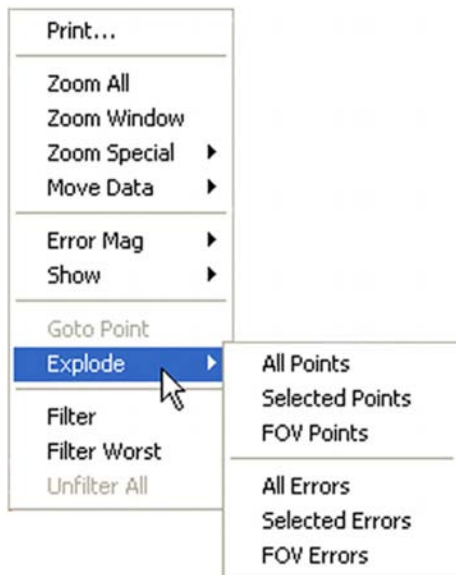 Print...
Zoom All
Zoom Window
Zoom Special
Move Data
Error Mag
Show
Goto Point
Explode
Filter
Filter Worst
Unfilter All
All Points
Selected Points
FOV Points
All Errors
Selected Errors
FOV Errors